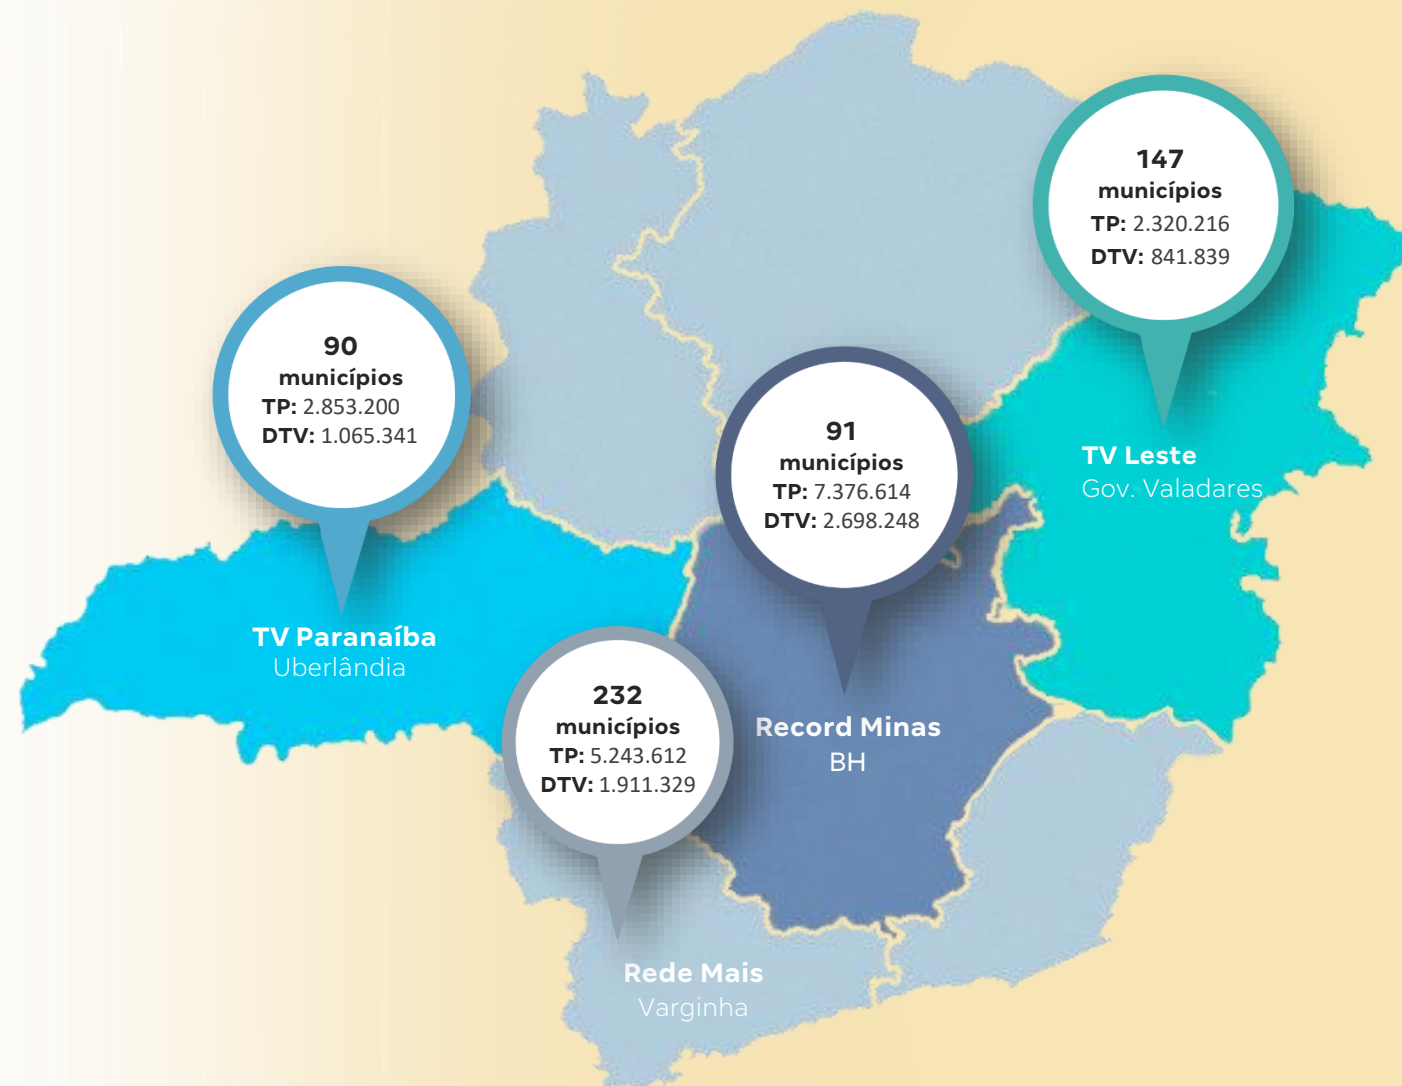 147
municípios
TP: 2.320.216
DTV: 841.839
TV Leste
Gov. Valadares
90
municípios
TP: 2.853.200
DTV: 1.065.341
TV Paranaíba
Uberlândia
91
municípios
TP: 7.376.614
DTV: 2.698.248
Record Minas
BH
232
municípios
TP: 5.243.612
DTV: 1.911.329
Rede Mais
Varginha